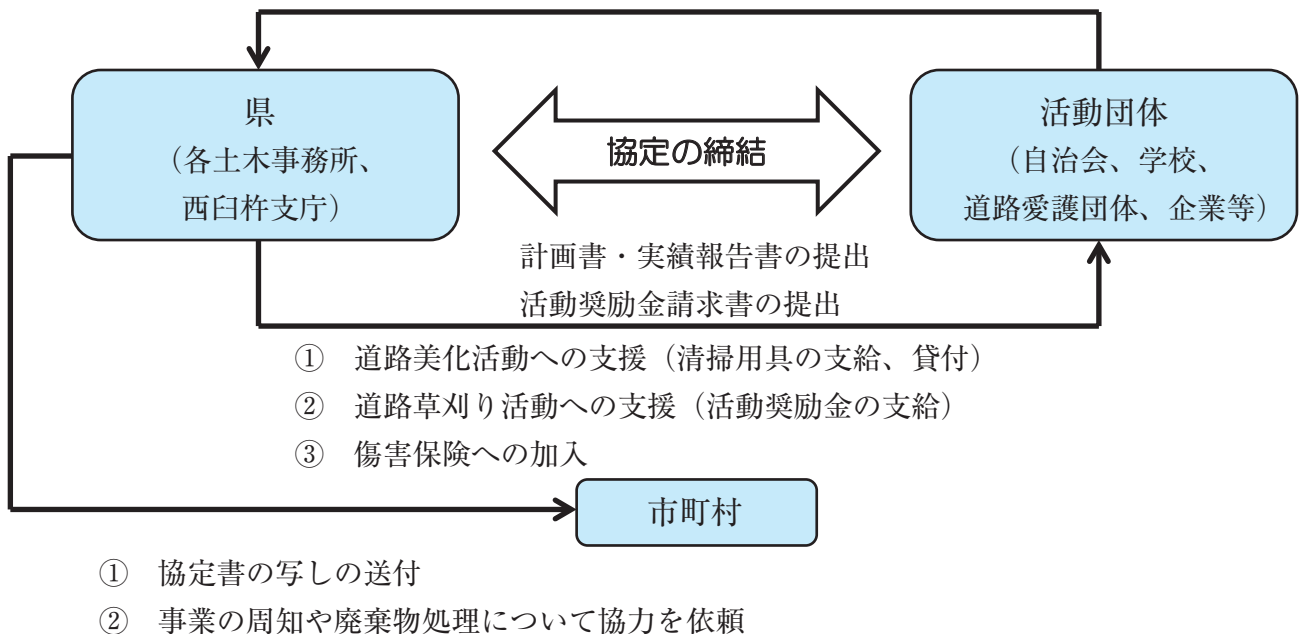 県
（各土木事務所、
西臼杵支庁）
協定の締結
活動団体
（自治会、学校、
道路愛護団体、企業等）
計画書・実績報告書の提出
活動奨励金請求書の提出
① 道路美化活動への支援（清掃用具の支給、貸付）
② 道路草刈り活動への支援（活動奨励金の支給）
③ 傷害保険への加入
市町村
① 協定書の写しの送付
② 事業の周知や廃棄物処理について協力を依頼